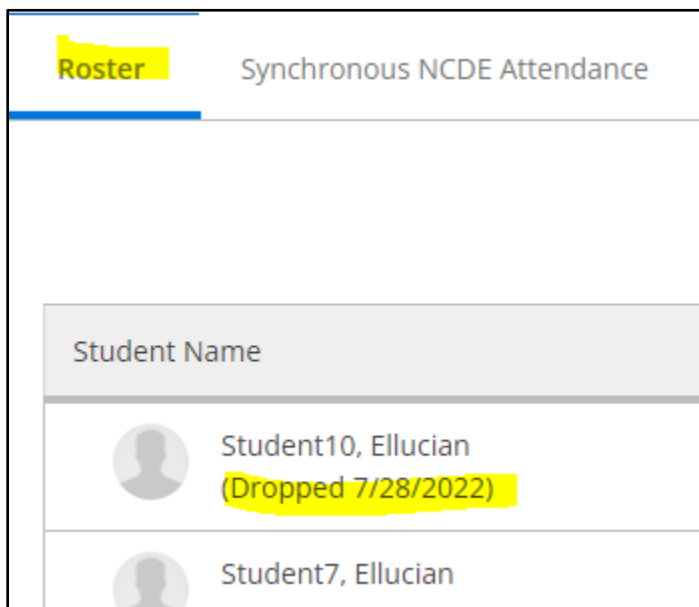 Roster Synchronous NCDE Attendance
Student Name
Student10, Ellucian
(Dropped 7/28/2022)
Student7, Ellucian